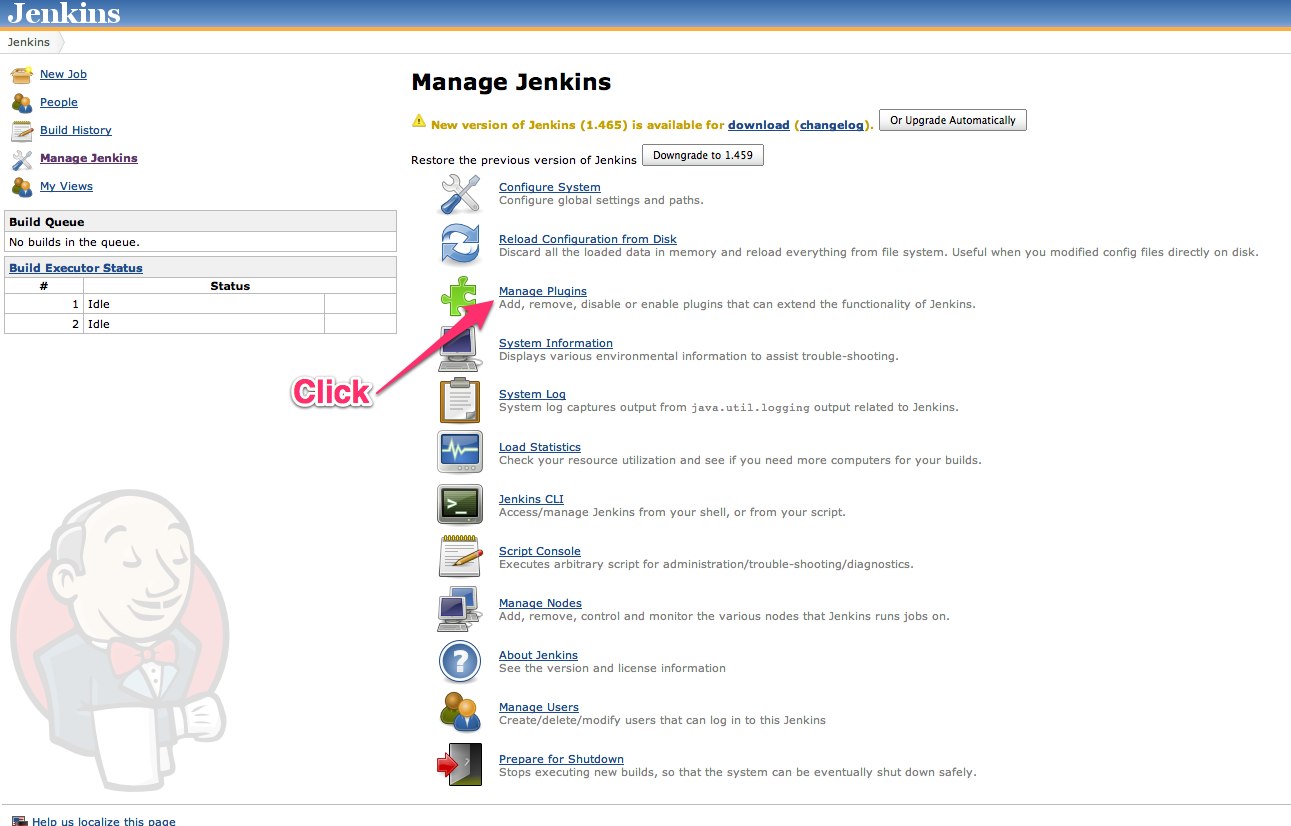 Jenkins
Jenkins
New Job
People
Build History
Manage Jenkins
My Views
Build Queue
No builds in the queue.
Build Executor Status
# Status
1 Idle
2 Idle
Manage Jenkins
New version of Jenkins (1.465) is available for download (changelog). Or Upgrade Automatically
Restore the previous version of Jenkins Downgrade to 1.459
Configure System
Configure global settings and paths.
Reload Configuration from Disk
Discard all the loaded data in memory and reload everything from file system. Useful when you modified config files directly on disk.
Manage Plugins
Add, remove, disable or enable plugins that can extend the functionality of Jenkins.
System Information
Displays various environmental information to assist trouble-shooting.
Click
System Log
System log captures output from java.util.logging output related to Jenkins.
Load Statistics
Check your resource utilization and see if you need more computers for your builds.
Jenkins CLI
Access/manage Jenkins from your shell, or from your script.
Script Console
Executes arbitrary script for administration/trouble-shooting/diagnostics.
Manage Nodes
Add, remove, control and monitor the various nodes that Jenkins runs jobs on.
About Jenkins
See the version and license information
Manage Users
Create/delete/modify users that can log in to this Jenkins
Prepare for Shutdown
Stops executing new builds, so that the system can be eventually shut down safely.
Help us localize this page